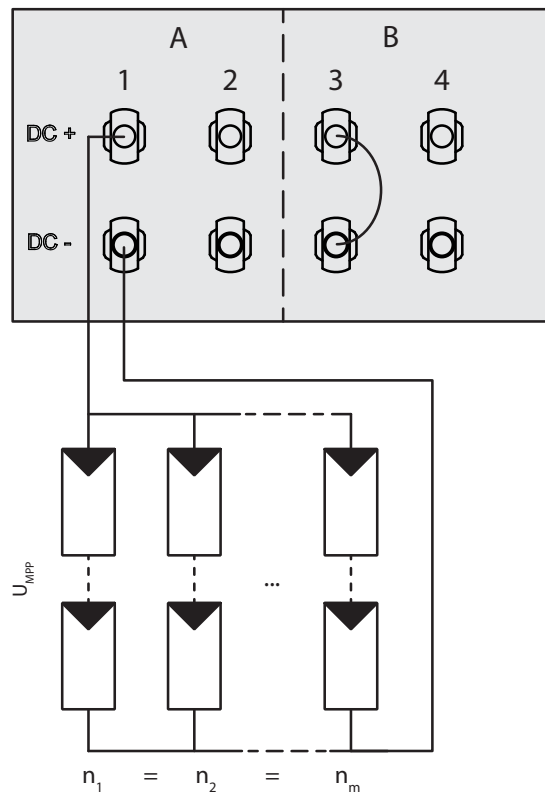 A B
1 2 3 4
DC +
DC -
U_MPP
...
n_1 = n_2 = n_m